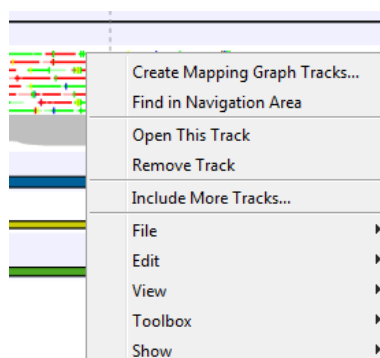 Create Mapping Graph Tracks...
Find in Navigation Area
Open This Track
Remove Track
Include More Tracks...
File
Edit
View
Toolbox
Show